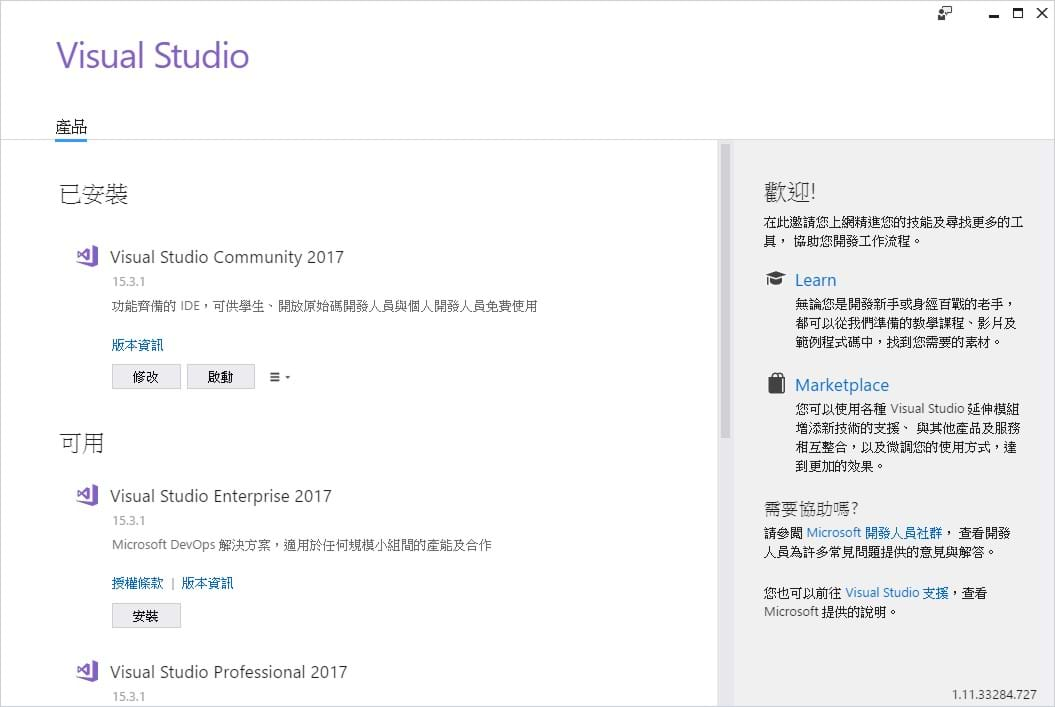 Visual Studio
產品
已安裝
Visual Studio Community 2017
15.3.1
功能齊備的 IDE，可供學生、開放原始碼開發人員與個人開發人員免費使用
版本資訊
修改 啟動
可用
Visual Studio Enterprise 2017
15.3.1
Microsoft DevOps 解決方案，適用於任何規模小組間的產能及合作
授權條款 | 版本資訊
安裝
Visual Studio Professional 2017
15.3.1
歡迎!
在此邀請您上網精進您的技能及尋找更多的工
具， 協助您開發工作流程。
Learn
無論您是開發新手或身經百戰的老手，
都可以從我們準備的教學課程、影片及
範例程式碼中，找到您需要的素材。
Marketplace
您可以使用各種 Visual Studio 延伸模組
增添新技術的支援、 與其他產品及服務
相互整合，以及微調您的使用方式，達
到更加的效果。
需要協助嗎?
請參閱 Microsoft 開發人員社群， 查看開發
人員為許多常見問題提供的意見與解答。
您也可以前往 Visual Studio 支援，查看
Microsoft 提供的說明。
1.11.33284.727